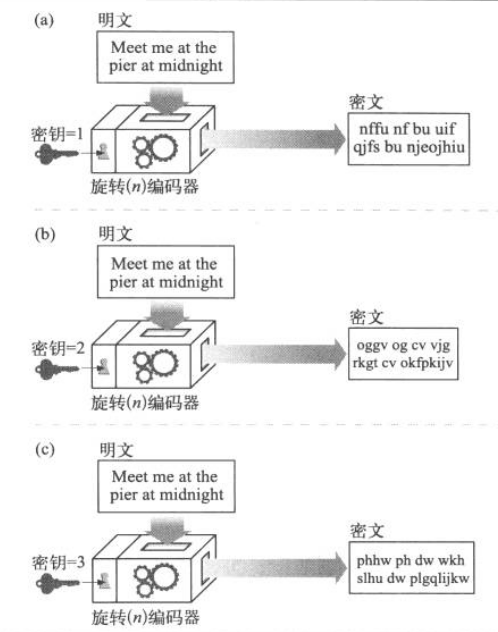 (a)
明文
Meet me at the
pier at midnight
密钥=1
旋转(n)编码器
密文
nffu nf bu uif
qjfs bu njeojhiu
(b)
明文
Meet me at the
pier at midnight
密钥=2
旋转(n)编码器
密文
oggv og cv vjg
rkgt cv okfpkijv
(c)
明文
Meet me at the
pier at midnight
密钥=3
旋转(n)编码器
密文
phhw ph dw wkh
slhu dw plgqlijkw